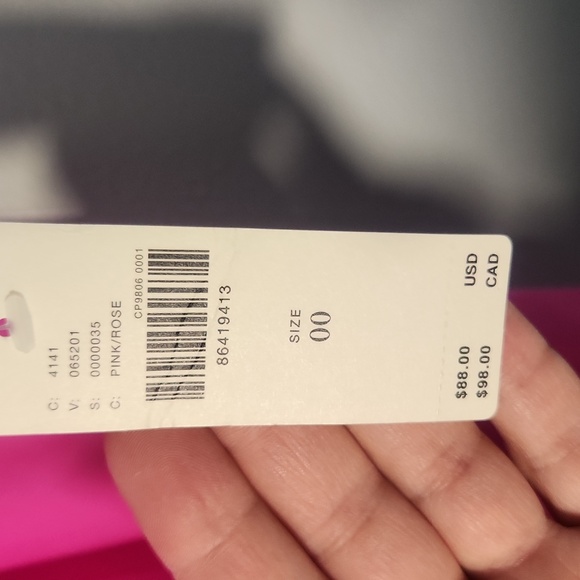 C: 4141
V: 065201
S: 0000035
C: PINK/ROSE
CP9806 0001
86419413
SIZE
00
$88.00 USD
$98.00 CAD